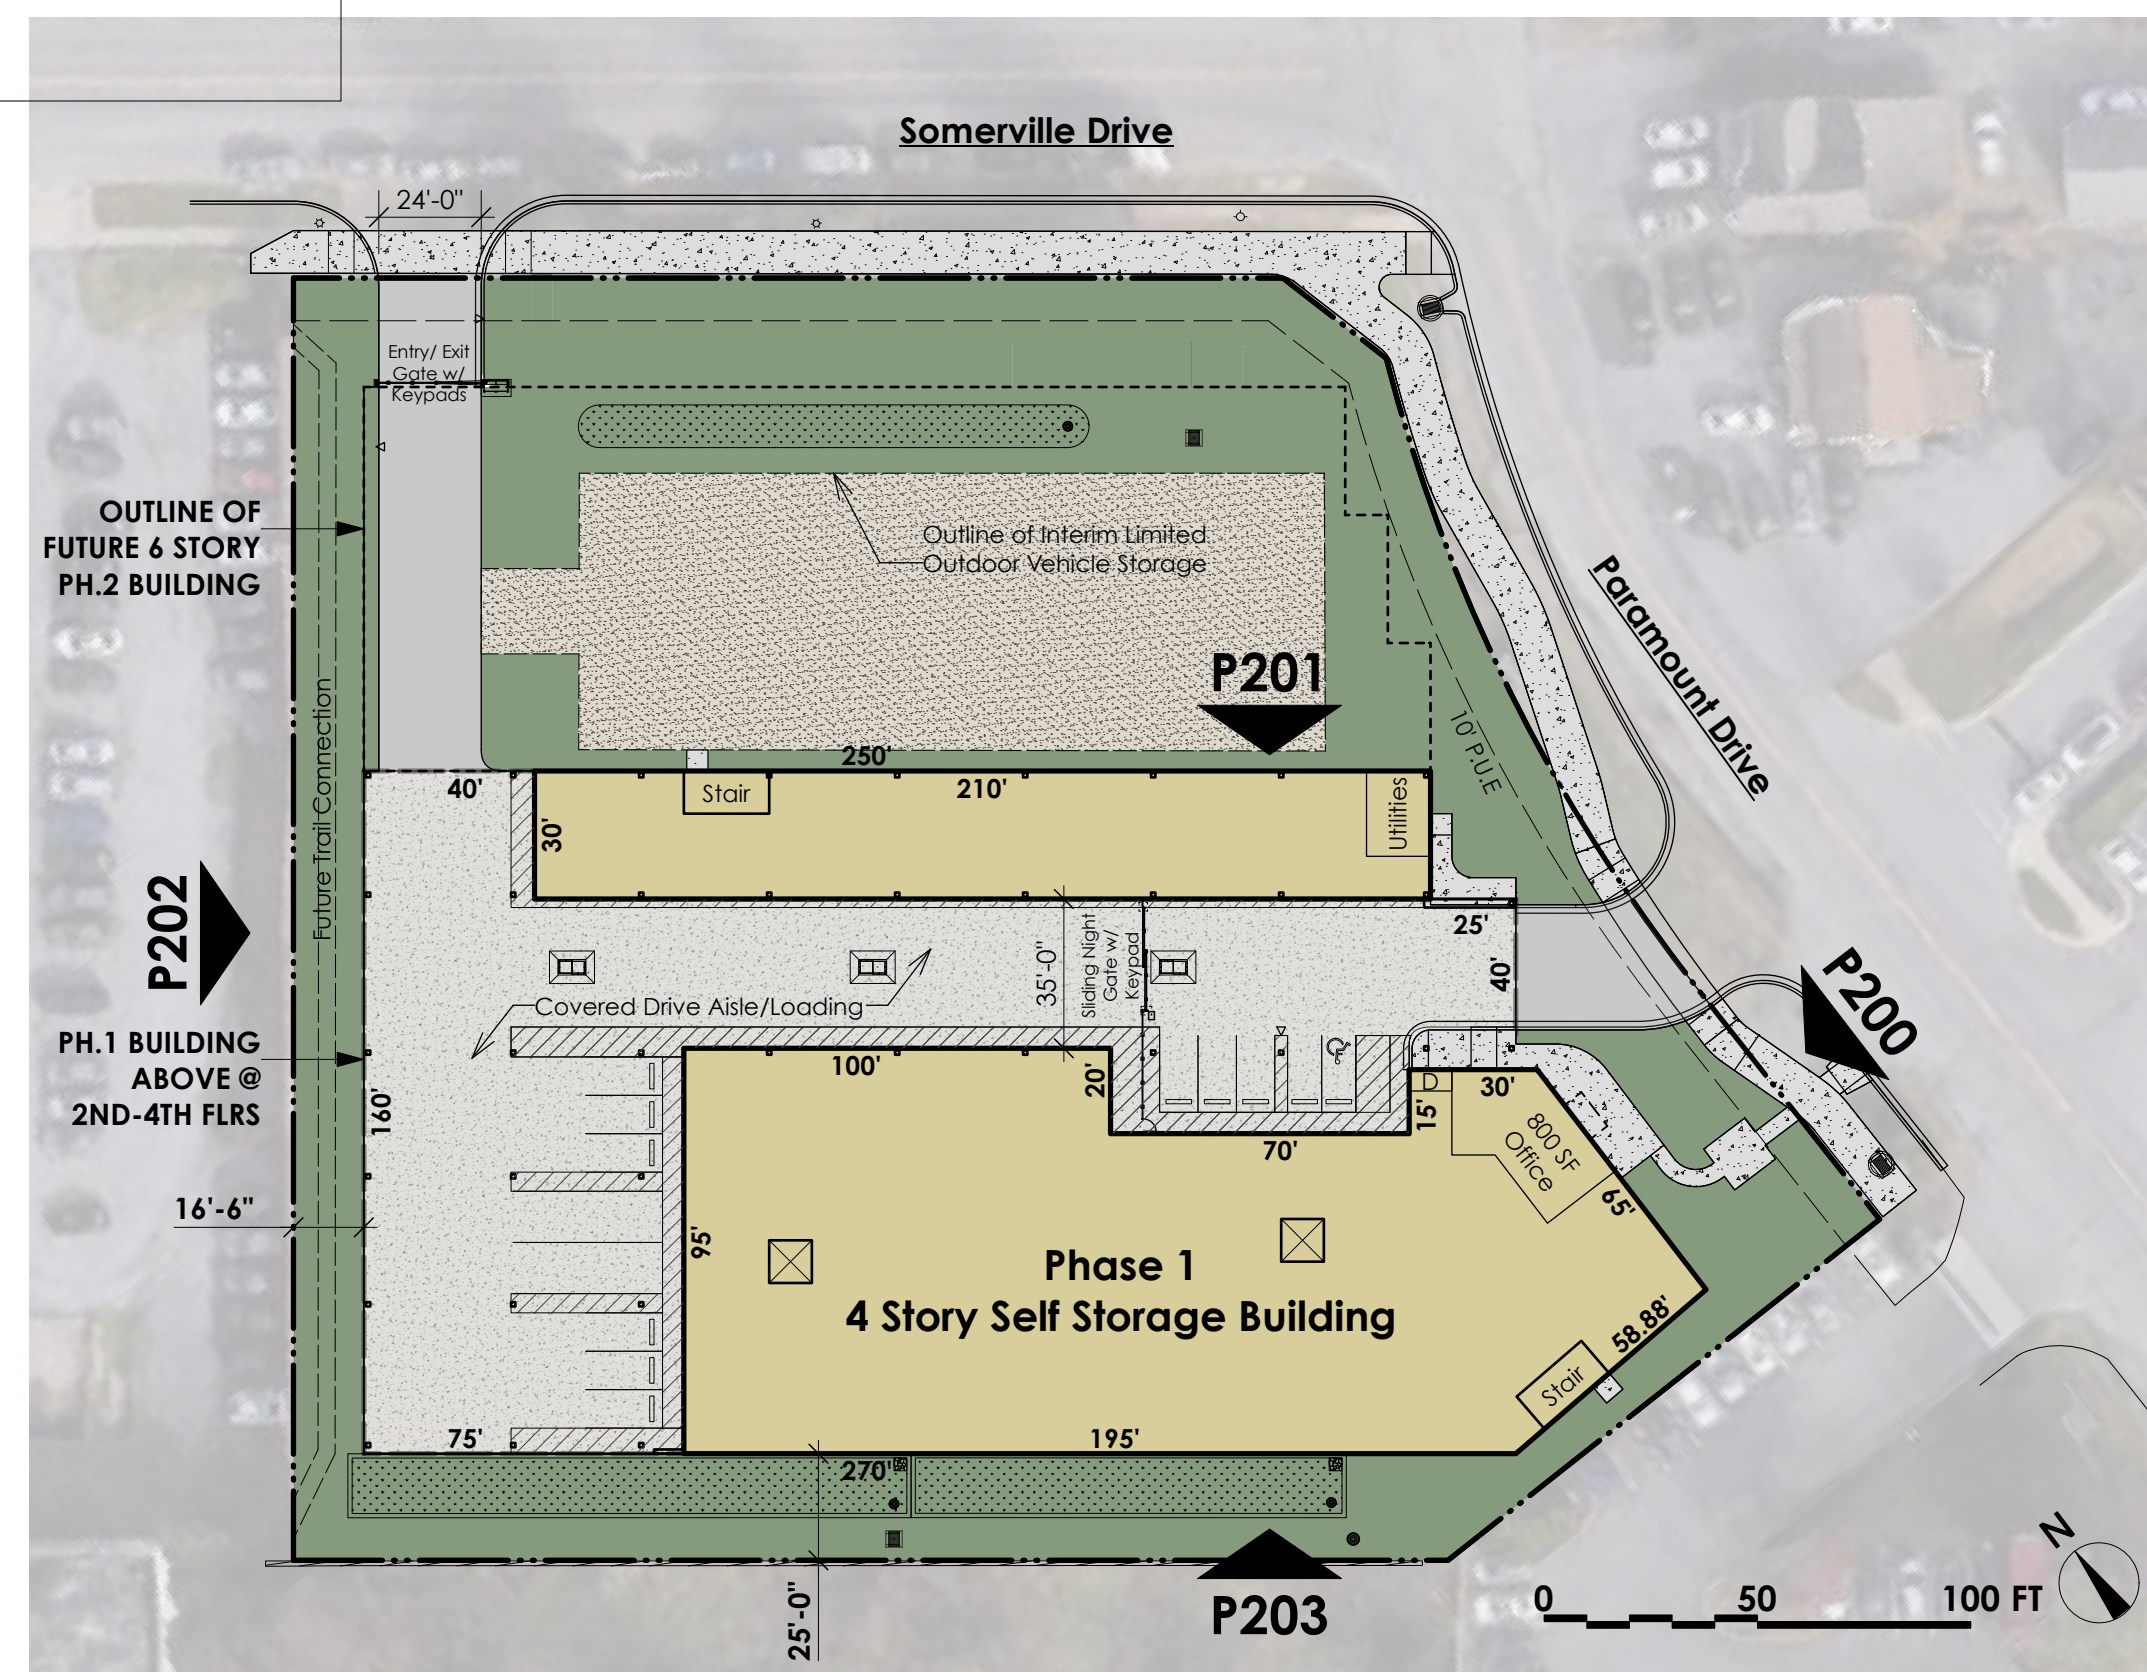 Somerville Drive
24'-0"
Entry/ Exit
Gate w/
Keypads
OUTLINE OF
FUTURE 6 STORY
PH.2 BUILDING
Outline of Interim Limited
Outdoor Vehicle Storage
Paramount Drive
P201
10' P.U.E
Future Trail Connection
250'
40'
Stair
210'
Utilities
30'
P202
25'
35'-0"
Sliding Night
Gate w/
Keypad
40'
P200
Covered Drive Aisle/Loading
PH.1 BUILDING
ABOVE @
2ND-4TH FLRS
160'
100'
20'
D
30'
15'
70'
800 SF
Office
65'
16'-6"
95'
Phase 1
4 Story Self Storage Building
58.88'
Stair
75'
195'
270'
25'-0"
P203
0 50 100 FT
N